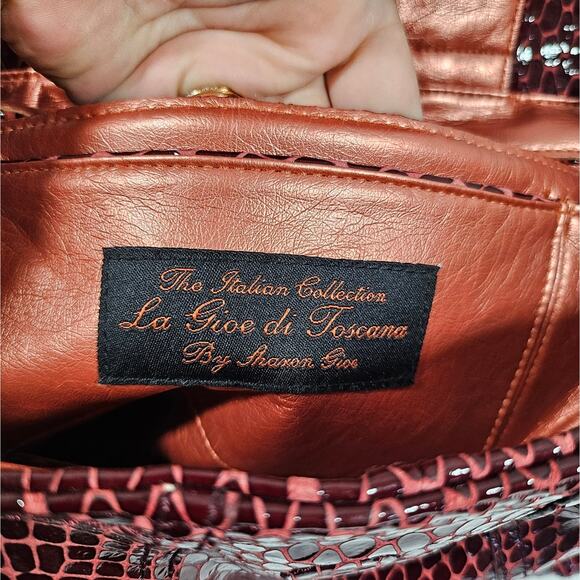 The Italian Collection
La Gioe di Toscana
By Sharon Gioe